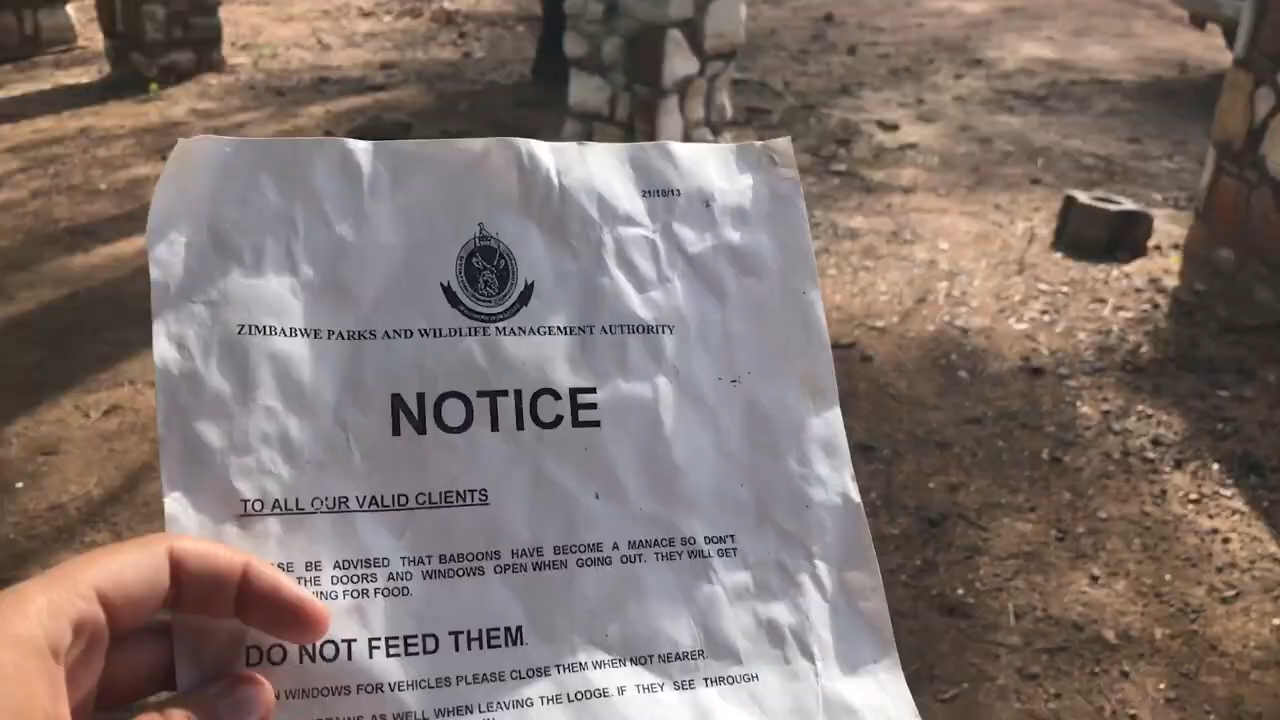 21/10/13
ZIMBABWE PARKS AND WILDLIFE MANAGEMENT AUTHORITY
NOTICE
TO ALL OUR VALID CLIENTS
SE BE ADVISED THAT BABOONS HAVE BECOME A MANACE SO DON'T
THE DOORS AND WINDOWS OPEN WHEN GOING OUT. THEY WILL GET
ING FOR FOOD.
DO NOT FEED THEM.
N WINDOWS FOR VEHICLES PLEASE CLOSE THEM WHEN NOT NEARER.
AS WELL WHEN LEAVING THE LODGE. IF THEY SEE THROUGH